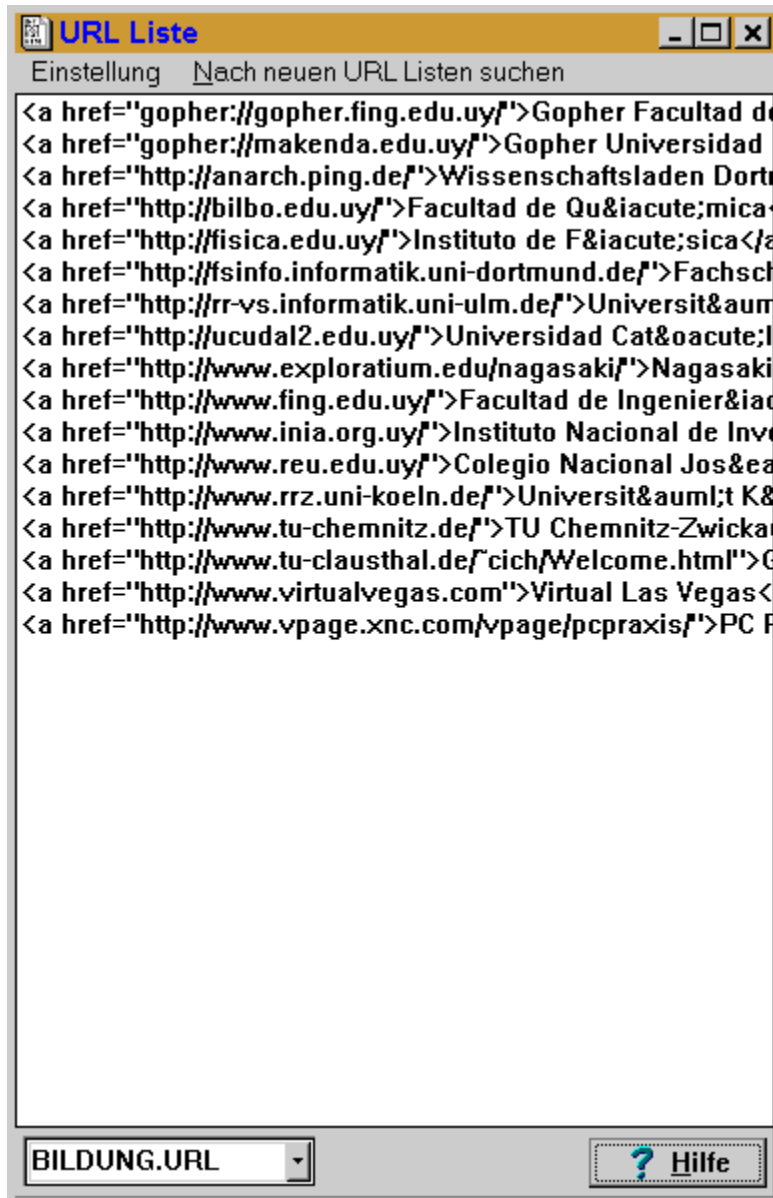 URL Liste
Einstellung Nach neuen URL Listen suchen
<a href="gopher://gopher.fing.edu.uy/">Gopher Facultad de
<a href="gopher://makenda.edu.uy/">Gopher Universidad
<a href="http://anarch.ping.de/">Wissenschaftsladen Dort
<a href="http://bilbo.edu.uy/">Facultad de Qu&iacute;mica<
<a href="http://fisica.edu.uy/">Instituto de F&iacute;sica</a
<a href="http://fsinfo.informatik.uni-dortmund.de/">Fachsch
<a href="http://rr-vs.informatik.uni-ulm.de/">Universit&aum
<a href="http://ucudal2.edu.uy/">Universidad Cat&oacute;l
<a href="http://www.exploratium.edu/nagasaki/">Nagasaki
<a href="http://www.fing.edu.uy/">Facultad de Ingenier&iac
<a href="http://www.inia.org.uy/">Instituto Nacional de Inve
<a href="http://www.reu.edu.uy/">Colegio Nacional Jos&ea
<a href="http://www.rrz.uni-koeln.de/">Universit&auml;t K&
<a href="http://www.tu-chemnitz.de/">TU Chemnitz-Zwickau
<a href="http://www.tu-clausthal.de/~cich/Welcome.html">G
<a href="http://www.virtualvegas.com">Virtual Las Vegas<
<a href="http://www.vpage.xnc.com/vpage/pcpraxis/">PC P
BILDUNG.URL
? Hilfe